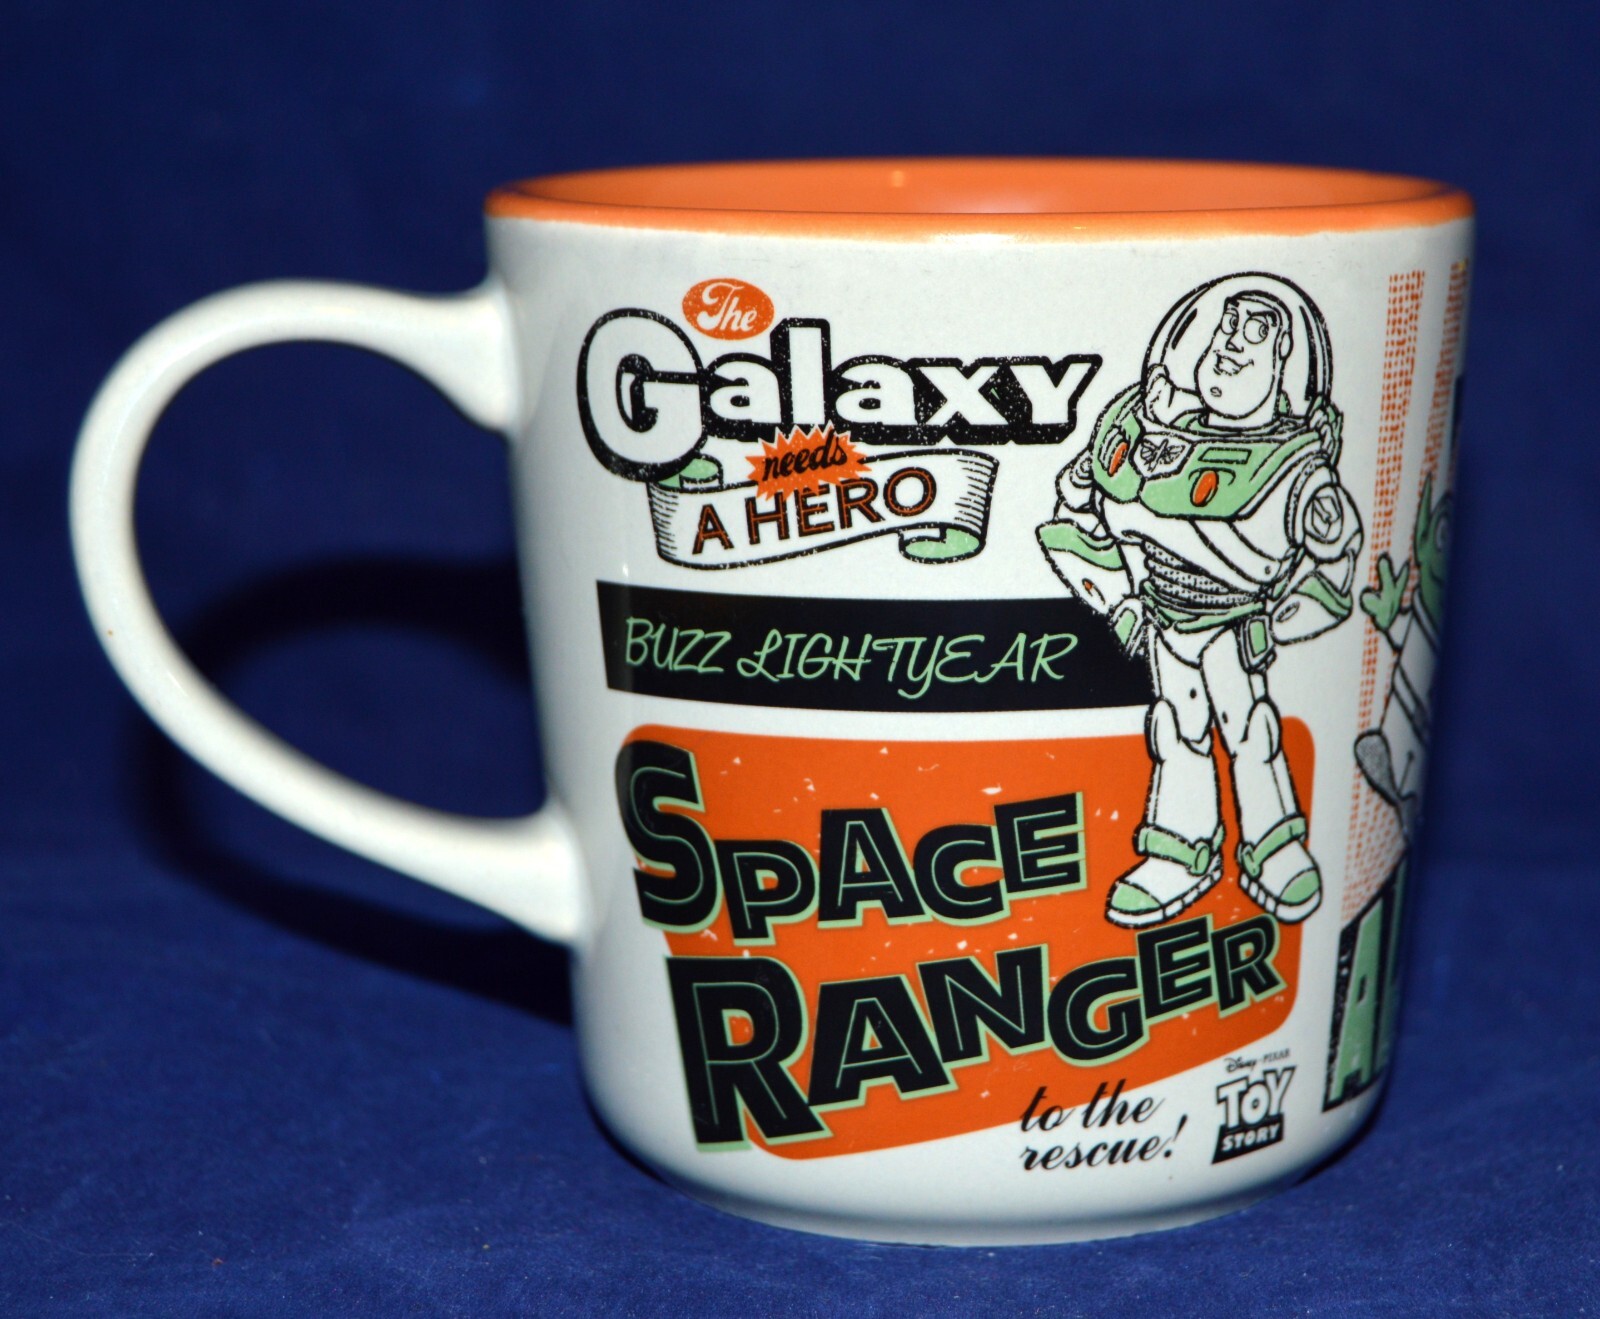 The
Galaxy
needs
A HERO
BUZZ LIGHTYEAR
SPACE
RANGER
to the
rescue!
Disney • PIXAR
TOY
STORY